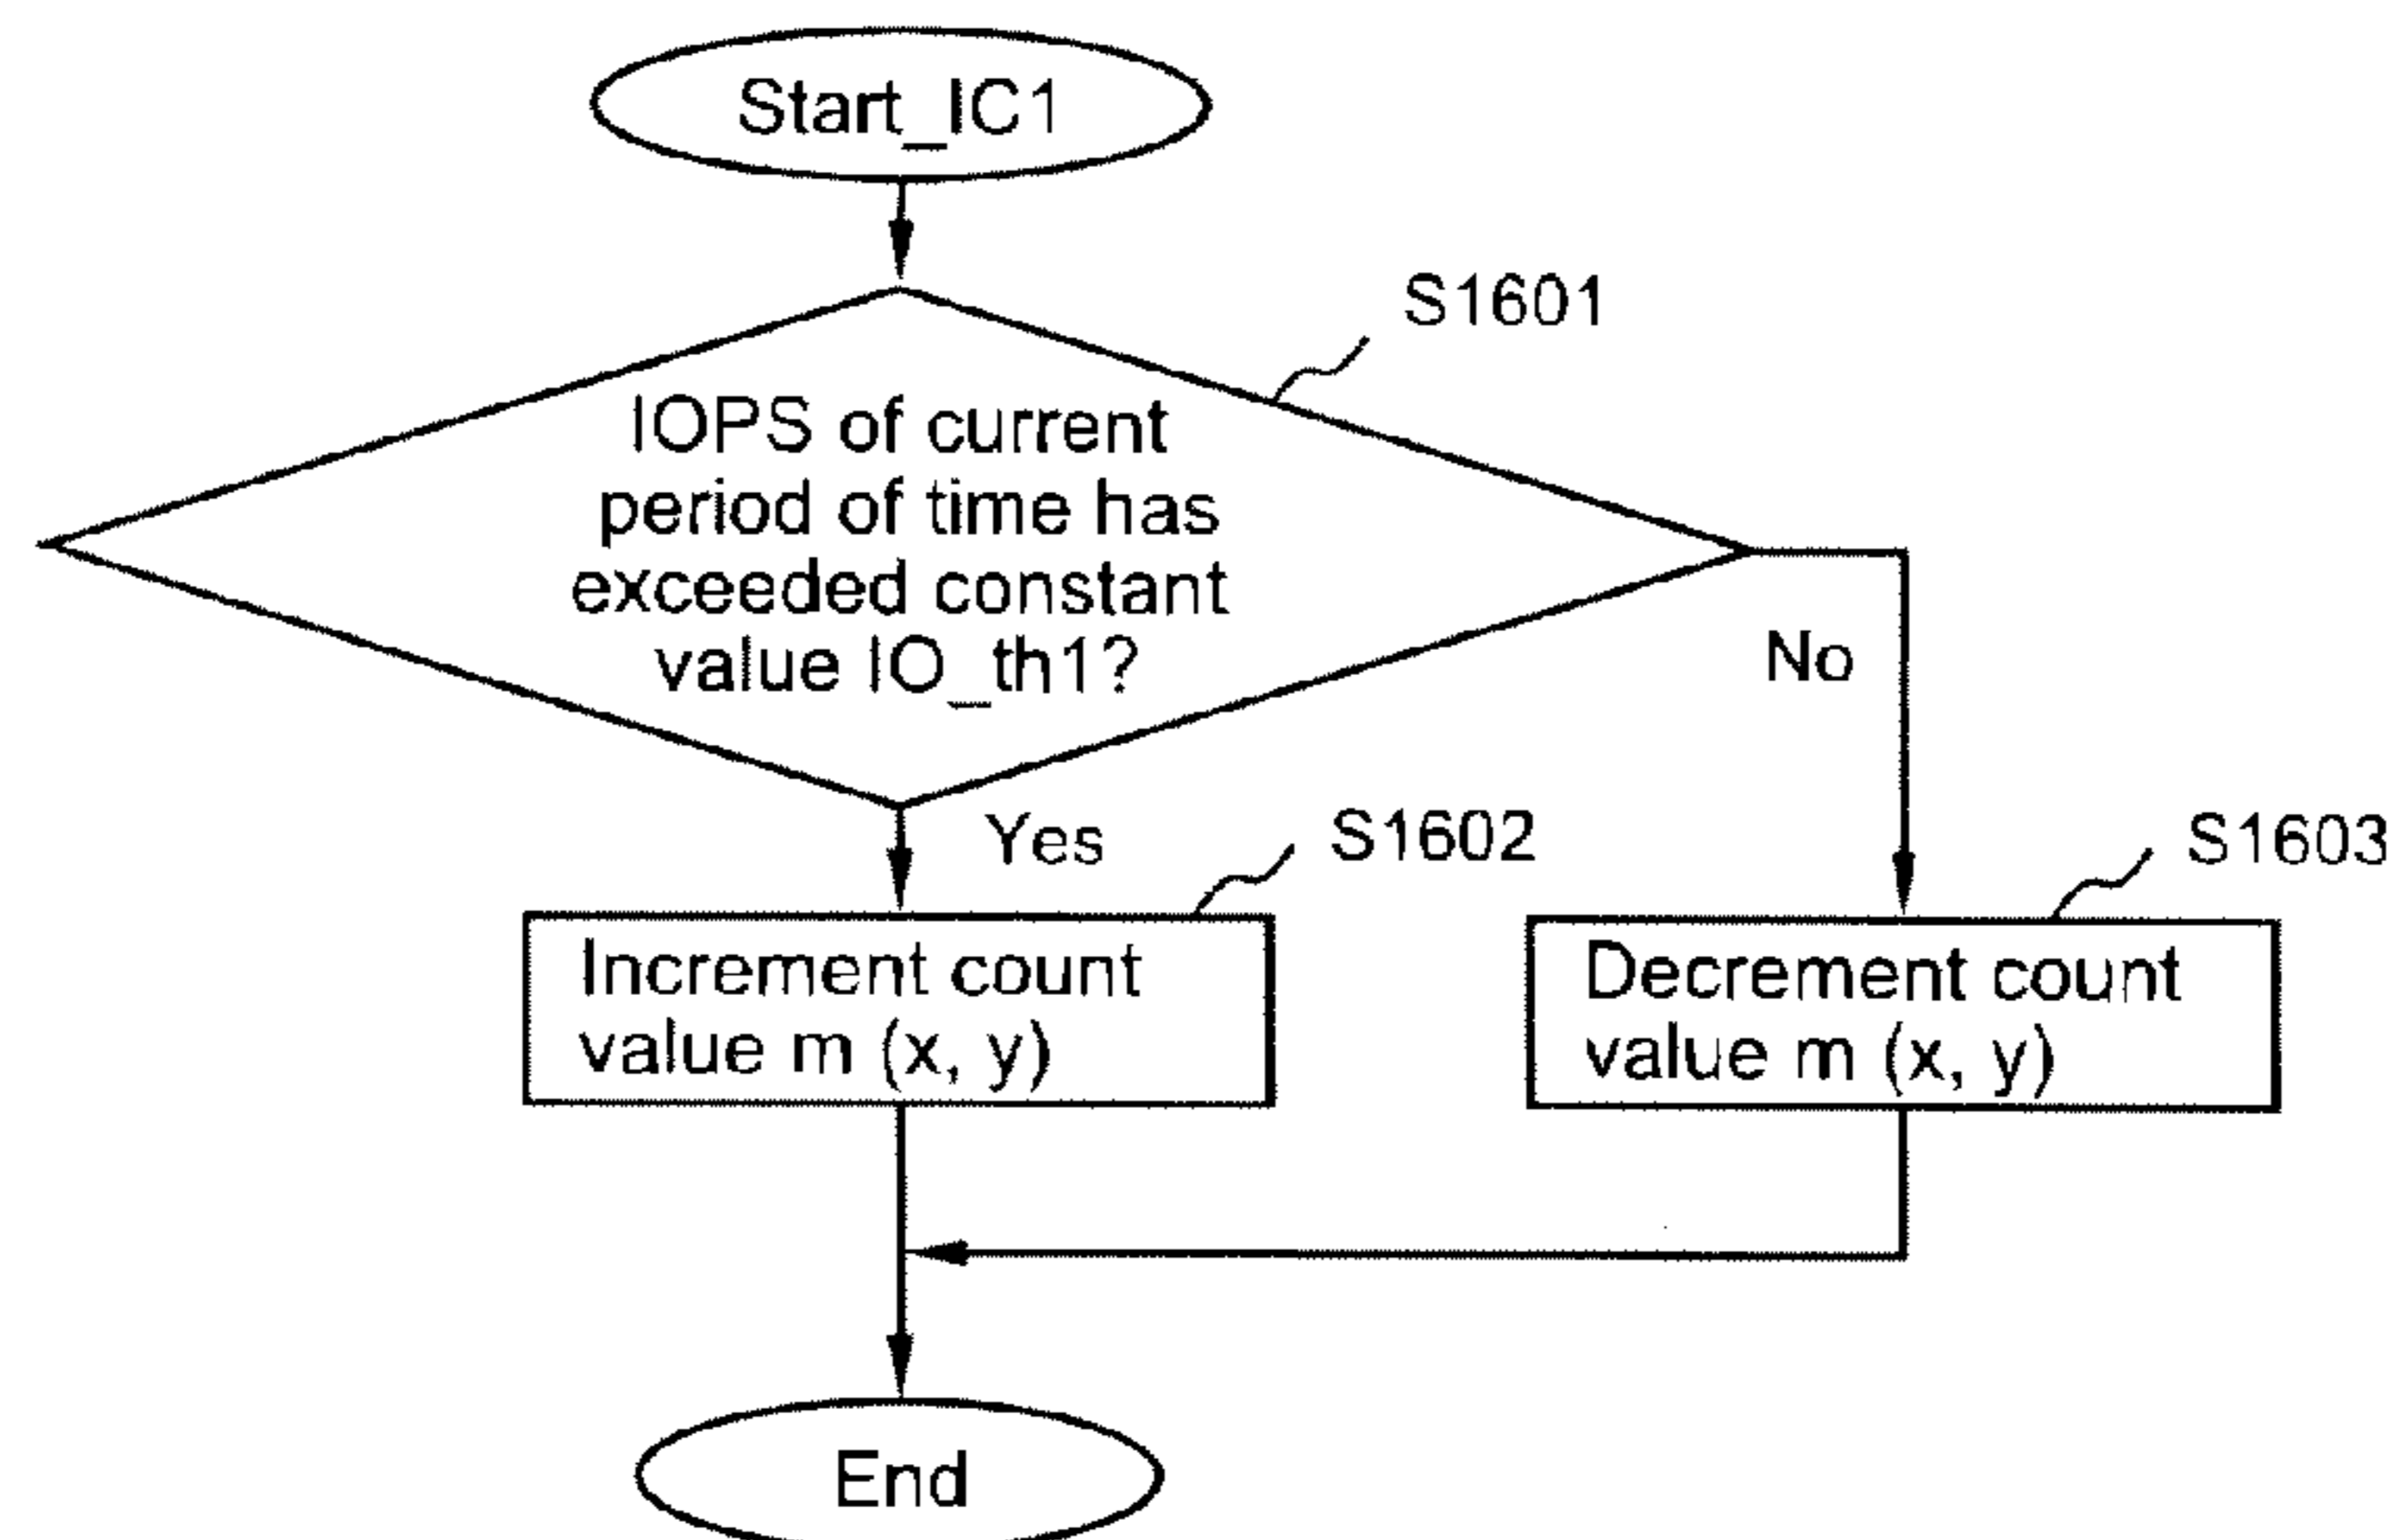 Start_IC1
S1601
IOPS of current
period of time has
exceeded constant
value IO_th1?
No
Yes
S1602
S1603
Increment count
value m (x, y)
Decrement count
value m (x, y)
End